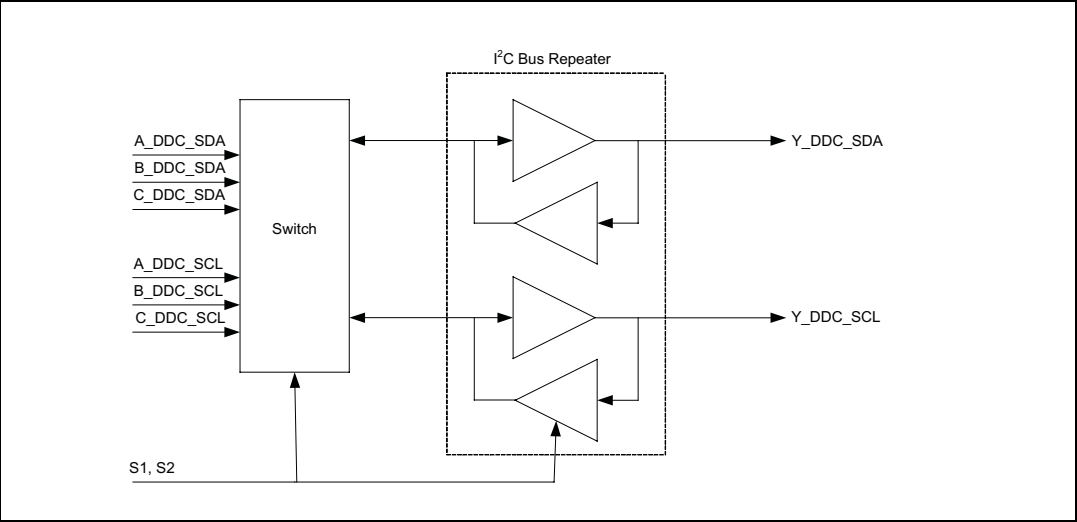 I²C Bus Repeater
A_DDC_SDA
B_DDC_SDA
C_DDC_SDA
Y_DDC_SDA
Switch
A_DDC_SCL
B_DDC_SCL
C_DDC_SCL
Y_DDC_SCL
S1, S2